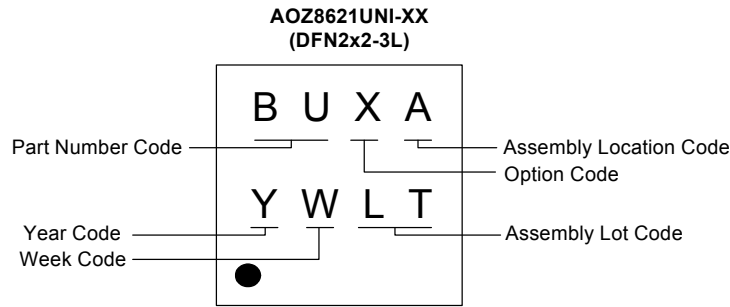 AOZ8621UNI-XX
(DFN2x2-3L)
B U X A
Part Number Code
Assembly Location Code
Option Code
Y W L T
Year Code
Assembly Lot Code
Week Code